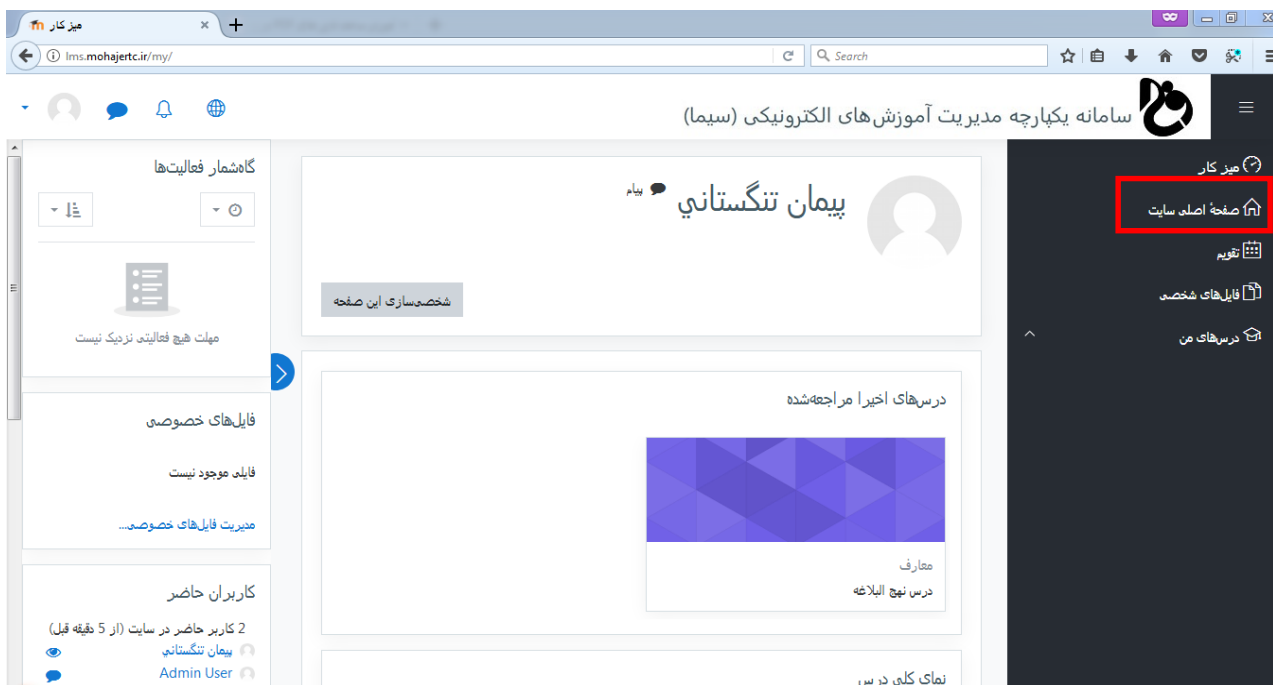 میز کار
lms.mohajertc.ir/my/
Search
سامانه یکپارچه مدیریت آموزش‌های الکترونیکی (سیما)
میز کار
صفحهٔ اصلی سایت
تقویم
فایل‌های شخصی
درس‌های من
پیمان تنگستاني
پیام
شخصی‌سازی این صفحه
درس‌های اخیرا مراجعه‌شده
معارف
درس نهج البلاغه
نمای کلی درس
گاه‌شمار فعالیت‌ها
مهلت هیچ فعالیتی نزدیک نیست
فایل‌های خصوصی
فایلی موجود نیست
مدیریت فایل‌های خصوصی...
کاربران حاضر
2 کاربر حاضر در سایت (از 5 دقیقه قبل)
پیمان تنگستاني
Admin User